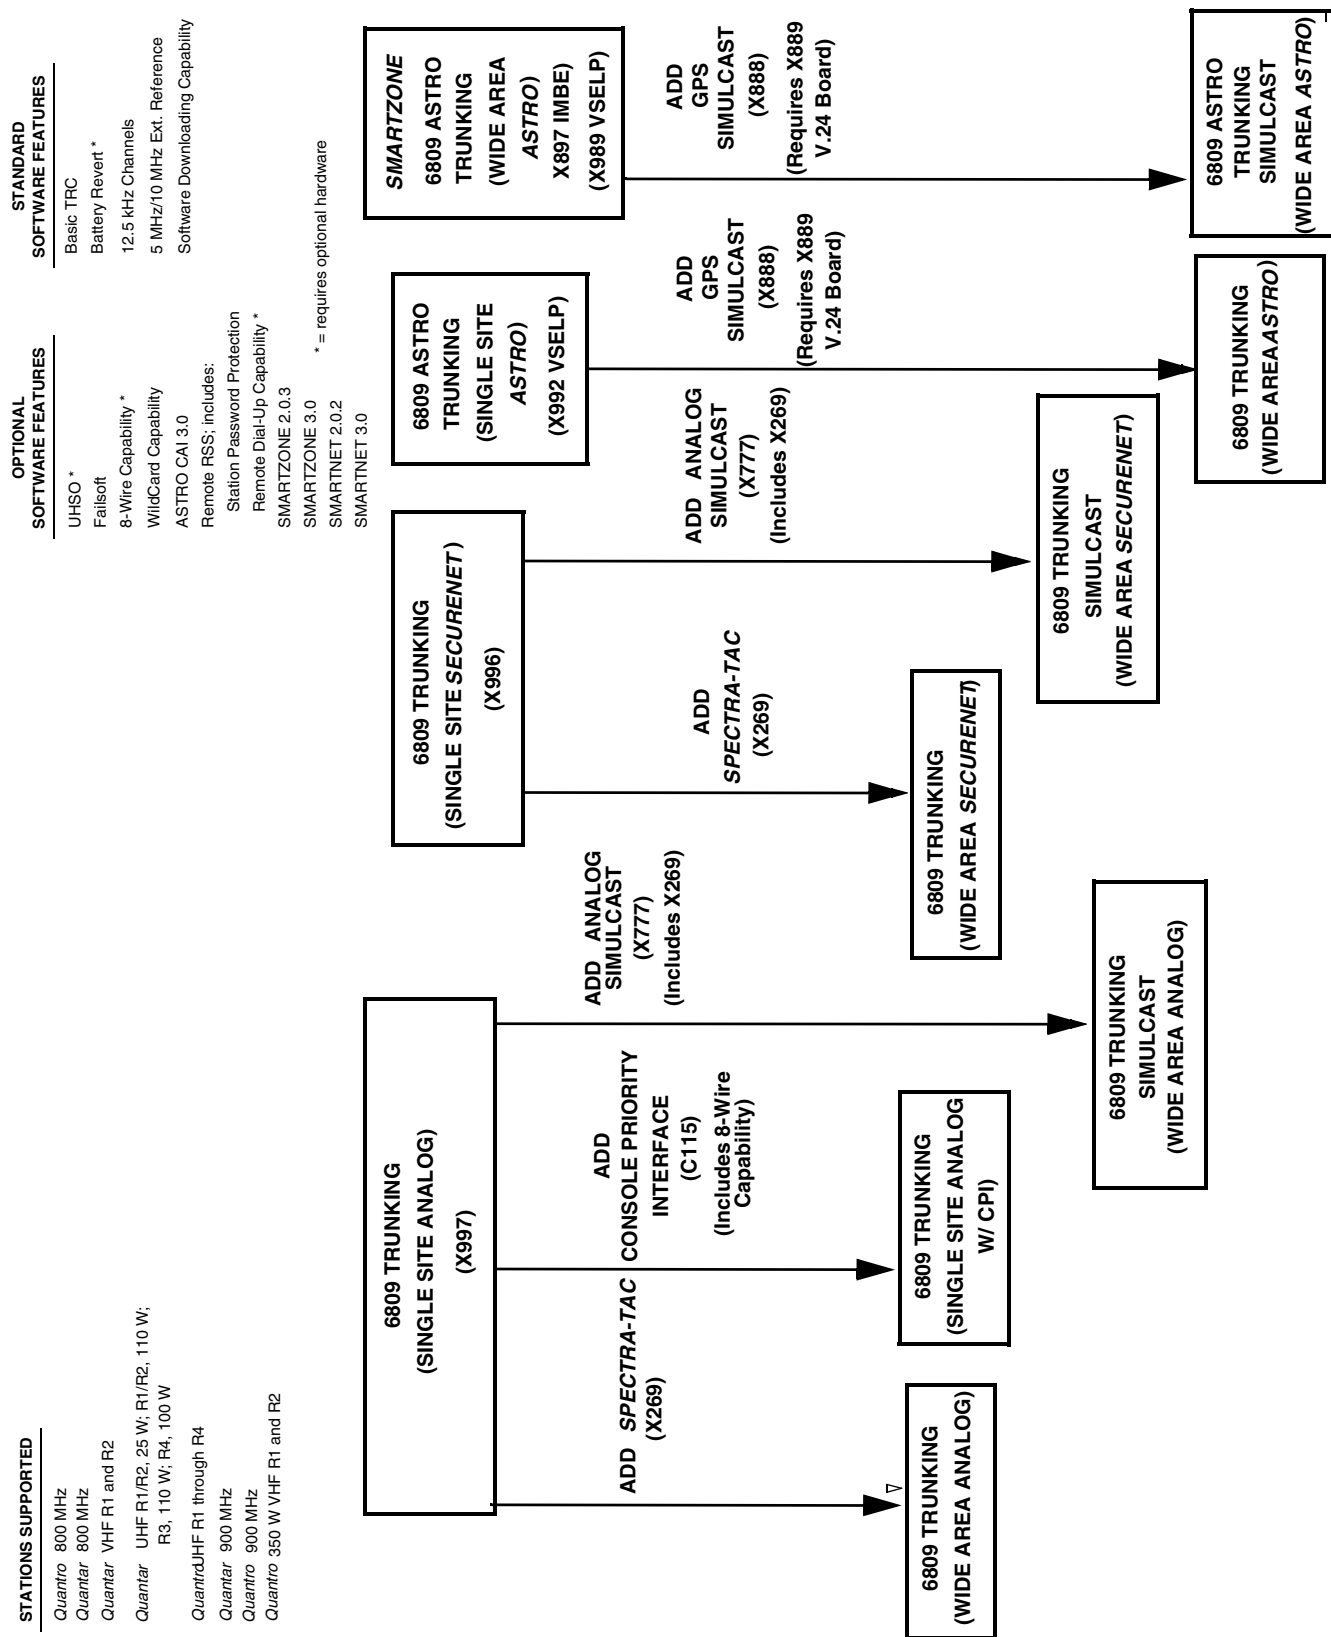 STATIONS SUPPORTED
Quantro 800 MHz
Quantar 800 MHz
Quantar VHF R1 and R2
Quantar UHF R1/R2, 25 W; R1/R2, 110 W;
R3, 110 W; R4, 100 W
UHF R1 through R4
Quantar 900 MHz
Quantro 900 MHz
Quantro 350 W VHF R1 and R2
OPTIONAL
SOFTWARE FEATURES
UHSO *
Failsoft
8-Wire Capability *
WildCard Capability
ASTRO CAI 3.0
Remote RSS; includes:
Station Password Protection
Remote Dial-Up Capability *
SMARTZONE 2.0.3
SMARTZONE 3.0
SMARTNET 2.0.2
SMARTNET 3.0
* = requires optional hardware
STANDARD
SOFTWARE FEATURES
Basic TRC
Battery Revert *
12.5 kHz Channels
5 MHz/10 MHz Ext. Reference
Software Downloading Capability
6809 TRUNKING
(SINGLE SITE ANALOG)
(X997)
ADD SPECTRA-TAC
(X269)
6809 TRUNKING
(WIDE AREA ANALOG)
ADD
CONSOLE PRIORITY
INTERFACE
(C115)
(Includes 8-Wire
Capability)
6809 TRUNKING
(SINGLE SITE ANALOG
W/ CPI)
ADD ANALOG
SIMULCAST
(X777)
(Includes X269)
6809 TRUNKING
SIMULCAST
(WIDE AREA ANALOG)
6809 TRUNKING
(SINGLE SITE SECURENET)
(X996)
ADD
SPECTRA-TAC
(X269)
6809 TRUNKING
(WIDE AREA SECURENET)
ADD ANALOG
SIMULCAST
(X777)
(Includes X269)
6809 TRUNKING
SIMULCAST
(WIDE AREA SECURENET)
6809 ASTRO
TRUNKING
(SINGLE SITE
ASTRO)
(X992 VSELP)
ADD
GPS
SIMULCAST
(X888)
(Requires X889
V.24 Board)
6809 TRUNKING
(WIDE AREA ASTRO)
SMARTZONE
6809 ASTRO
TRUNKING
(WIDE AREA
ASTRO)
X897 IMBE)
(X989 VSELP)
ADD
GPS
SIMULCAST
(X888)
(Requires X889
V.24 Board)
6809 ASTRO
TRUNKING
SIMULCAST
(WIDE AREA ASTRO)